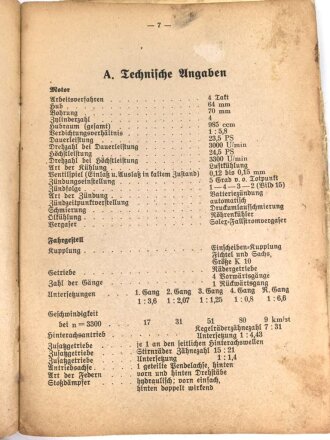 — 7 —
A. Technische Angaben
Motor
Arbeitsverfahren 4 Takt
Hub 64 mm
Bohrung 70 mm
Zylinderzahl 4
Hubraum (gesamt) 985 ccm
Verdichtungsverhältnis 1 : 5,8
Dauerleistung 23,5 PS
Drehzahl bei Dauerleistung 3000 U/min
Höchstleistung 24,5 PS
Drehzahl bei Höchstleistung 3300 U/min
Art der Kühlung Luftkühlung
Ventilspiel (Einlaß u. Auslaß in kaltem Zustand) 0,12 bis 0,15 mm
Zündungseinstellung 5 Grad v. o. Totpunkt
Zündfolge 1—4—3—2 (Bild 15)
Art der Zündung Batteriezündung
Zündzeitpunktverstellung automatisch
Schmierung Druckumlaufschmierung
Ölkühlung Röhrenkühler
Vergaser Solex-Fallstromvergaser
Fahrgestell
Kupplung Einscheiben-Kupplung
Fichtel und Sachs,
Größe K 10
Getriebe Rädergetriebe
Zahl der Gänge 4 Vorwärtsgänge
1 Rückwärtsgang
Untersetzungen 1. Gang 2. Gang 3. Gang 4. Gang R. Gang
1 : 3,6 1 : 2,07 1 : 1,25 1 : 0,8 1 : 6,6
Geschwindigkeit
bei n = 3300 17 31 51 80 9 km/st
Hinterachsantrieb Kegelräderzähnezahl 7 : 31
Untersetzung 1 : 4,43
Zusatzgetriebe je 1 an den seitlichen Hinterachswellen
Zusatzgetriebe Stirnräder Zähnezahl 15 : 21
Zusatzgetriebe Untersetzung 1 : 1,4
Antriebsachse 1 geteilte Pendelachse, hinten
Art der Federn vorn und hinten Drehstäbe
Stoßdämpfer hydraulisch; vorn einfach,
hinten doppelt wirkend